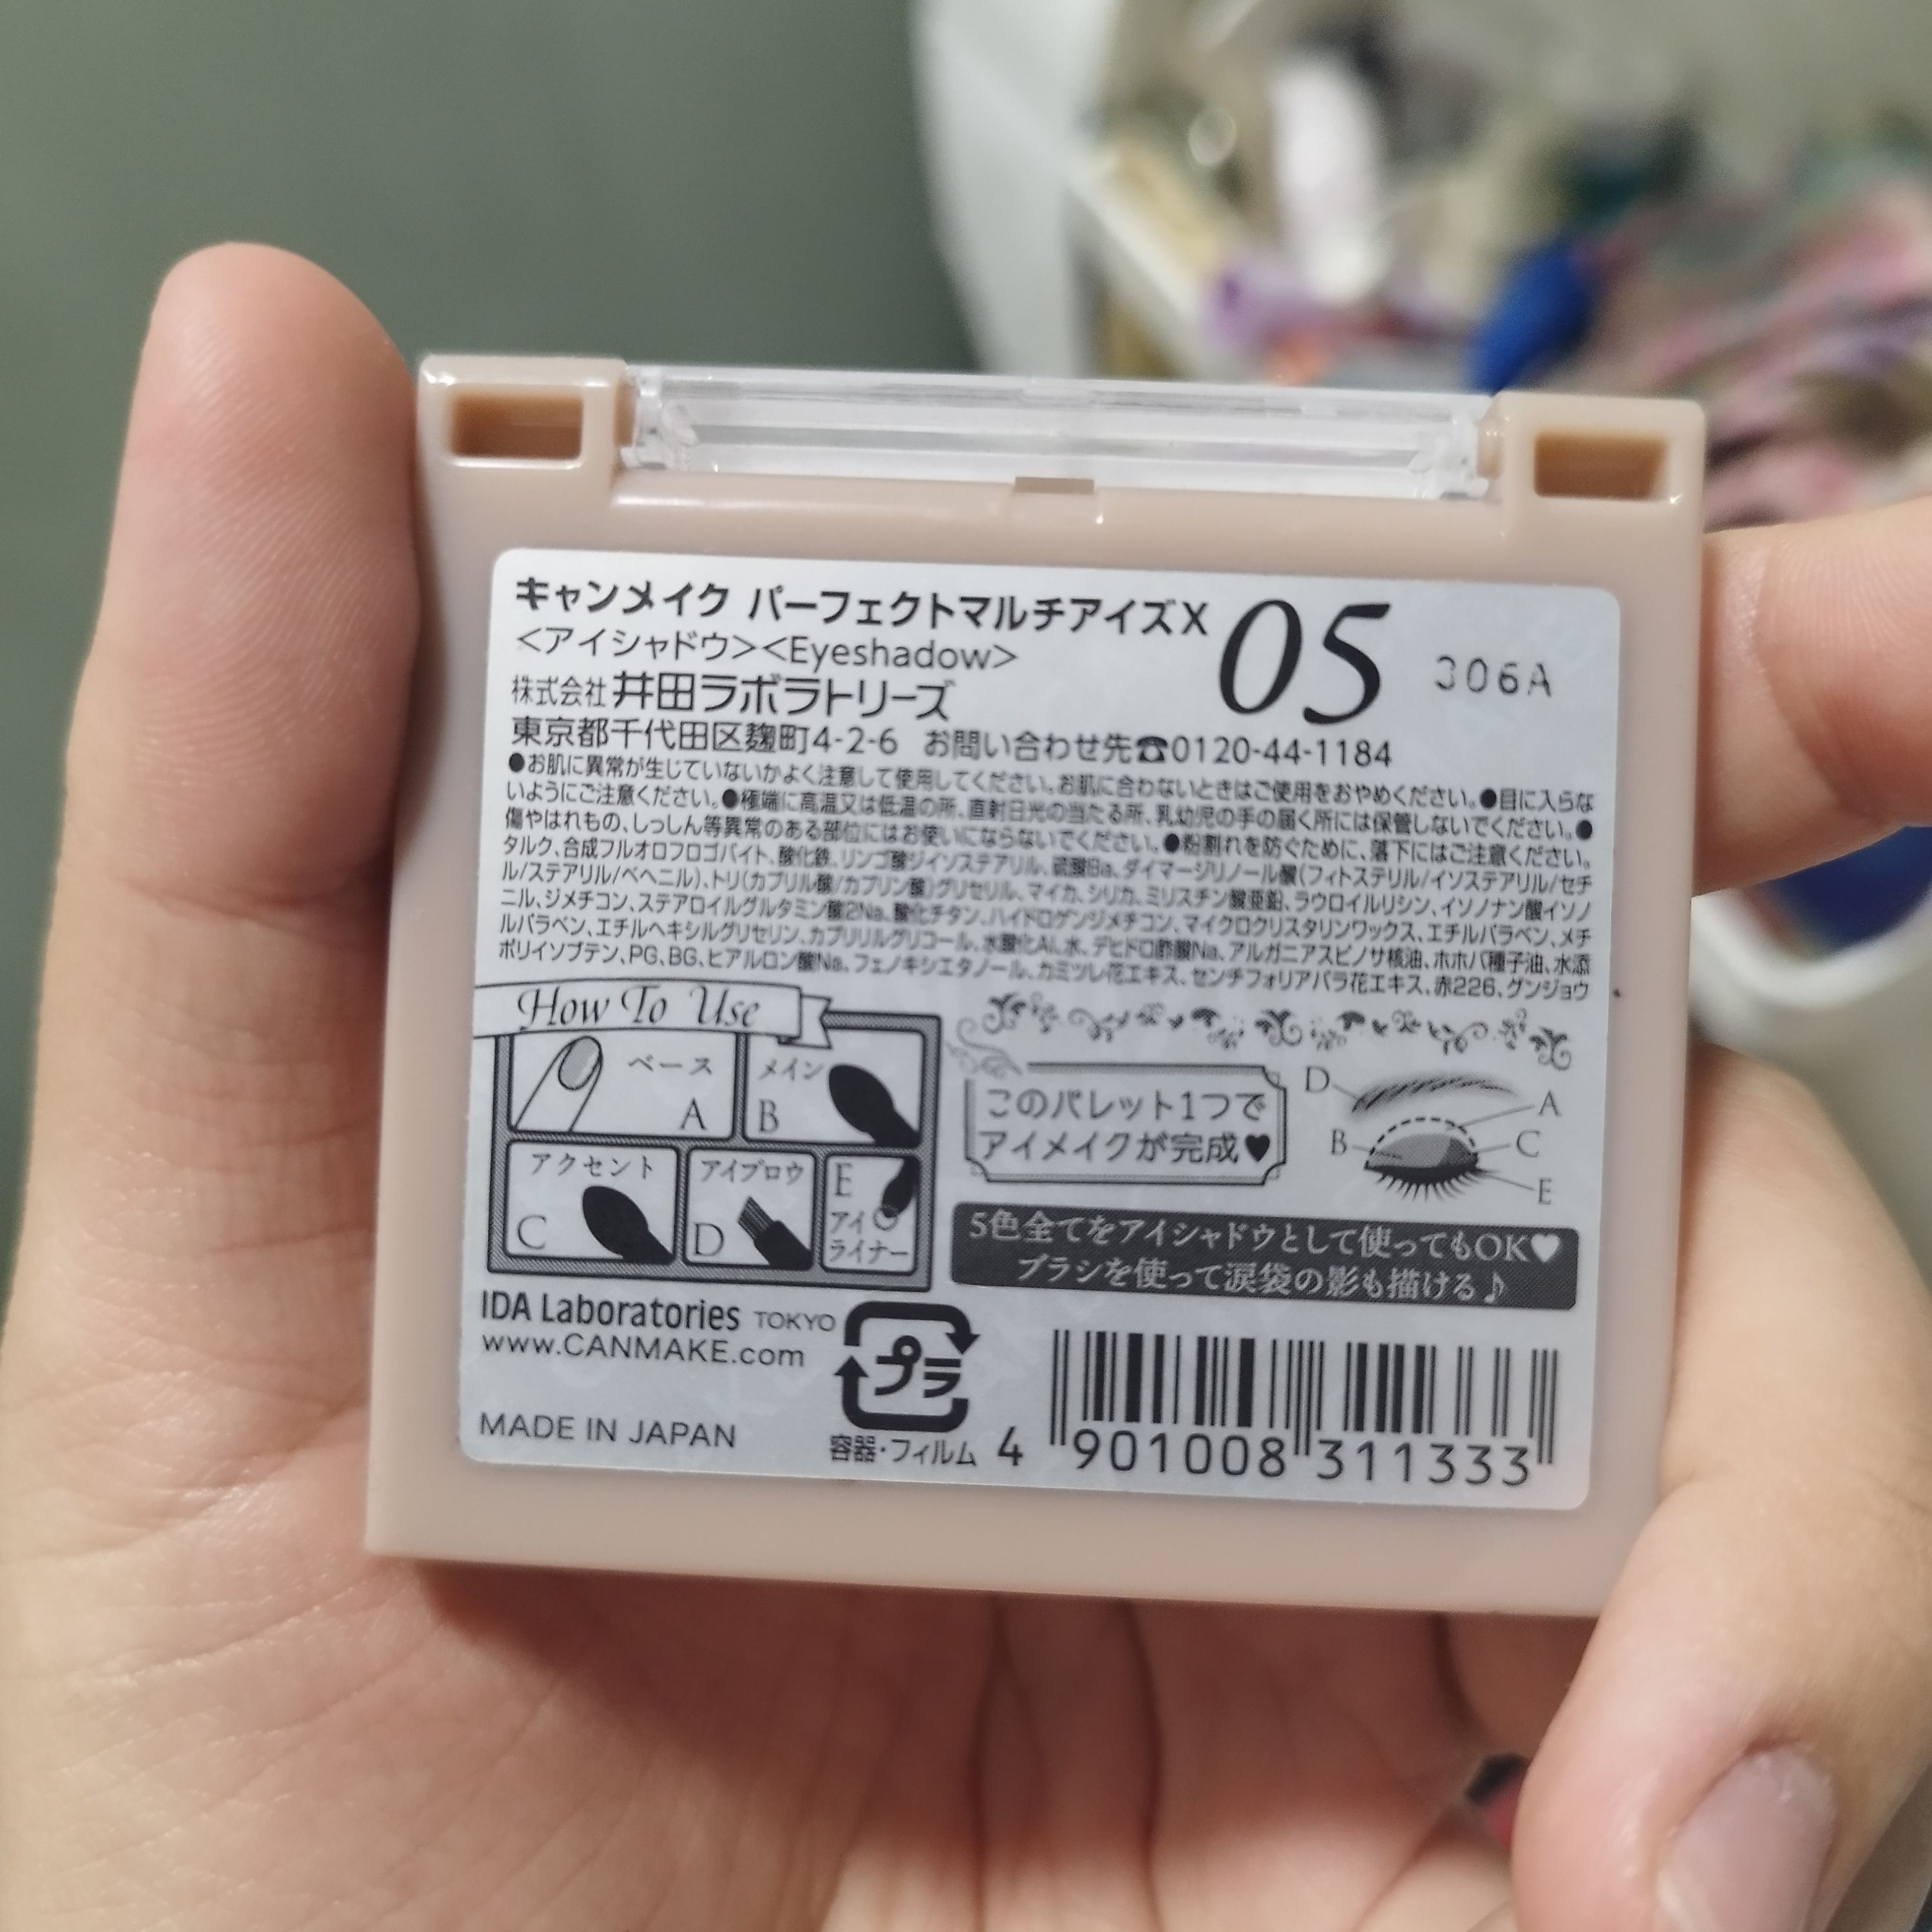 キャンメイク パーフェクトマルチアイズX 05 306A
<アイシャドウ><Eyeshadow>
株式会社 井田ラボラトリーズ
東京都千代田区麹町4-2-6 お問い合わせ先☎0120-44-1184
●お肌に異常が生じていないかよく注意して使用してください。お肌に合わないときはご使用をおやめください。●目に入らな
いようにご注意ください。●極端に高温又は低温の所、直射日光の当たる所、乳幼児の手の届く所には保管しないでください。●
傷やはれもの、しっしん等異常のある部位にはお使いにならないでください。●粉割れを防ぐために、落下にはご注意ください。
タルク、合成フルオロフロゴパイト、酸化鉄、リンゴ酸ジイソステアリル、硫酸Ba、ダイマージリノール酸(フィトステリル/イソステアリル/セチ
ル/ステアリル/ベヘニル)、トリ(カプリル酸/カプリン酸)グリセリル、マイカ、シリカ、ミリスチン酸亜鉛、ラウロイルリシン、イソノナン酸イソノ
ニル、ジメチコン、ステアロイルグルタミン酸2Na、酸化チタン、ハイドロゲンジメチコン、マイクロクリスタリンワックス、エチルパラベン、メチ
ルパラベン、エチルヘキシルグリセリン、カプリリルグリコール、水酸化Al、水、デヒドロ酢酸Na、アルガニアスピノサ核油、ホホバ種子油、水添
ポリイソブテン、PG、BG、ヒアルロン酸Na、フェノキシエタノール、カミツレ花エキス、センチフォリアバラ花エキス、赤226、グンジョウ
How To Use
ベース A
メイン B
アクセント C
アイブロウ D
E アイライナー
このパレット1つで
アイメイクが完成♥
D
A
B
C
E
5色全てをアイシャドウとして使ってもOK♥
ブラシを使って涙袋の影も描ける♪
IDA Laboratories TOKYO
www.CANMAKE.com
MADE IN JAPAN
プラ
容器・フィルム
4 901008 311333